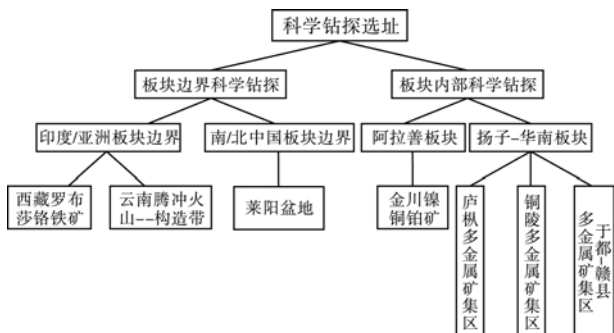 科学钻探选址
板块边界科学钻探
板块内部科学钻探
印度/亚洲板块边界
南/北中国板块边界
阿拉善板块
扬子-华南板块
西藏罗布
莎铬铁矿
云南腾冲火
山--构造带
莱阳盆地
金川镍
铜铂矿
庐枞多金属矿集区
铜陵多金属矿集区
于都-赣县
多金属矿集区